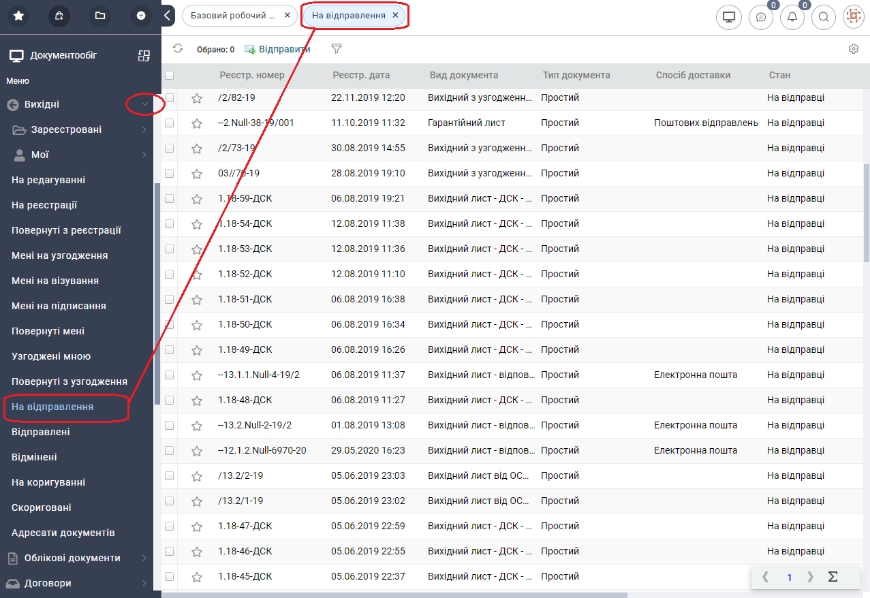 Базовий робочий ... ×
На відправлення ×
0
0
Документообіг
Меню
Вихідні
Зареєстровані
Мої
На редагуванні
На реєстрації
Повернуті з реєстрації
Мені на узгодження
Мені на візування
Мені на підписання
Повернуті мені
Узгоджені мною
Повернуті з узгодження
На відправлення
Відправлені
Відмінені
На коригуванні
Скориговані
Адресати документів
Облікові документи
Договори
Обрано: 0 Відправити
Реєстр. номер Реєстр. дата Вид документа Тип документа Спосіб доставки Стан
/2/82-19 22.11.2019 12:20 Вихідний з узгодженн... Простий На відправці
--2.Null-38-19/001 11.10.2019 11:32 Гарантійний лист Простий Поштових відправлень На відправці
/2/73-19 30.08.2019 14:55 Вихідний з узгодженн... Простий На відправці
03//79-19 28.08.2019 19:10 Вихідний з узгодженн... Простий На відправці
1.18-59-ДСК 06.08.2019 19:21 Вихідний лист - ДСК - ... Простий На відправці
1.18-54-ДСК 12.08.2019 11:38 Вихідний лист - ДСК - ... Простий На відправці
1.18-53-ДСК 12.08.2019 11:36 Вихідний лист - ДСК - ... Простий На відправці
1.18-52-ДСК 12.08.2019 11:10 Вихідний лист - ДСК - ... Простий На відправці
1.18-51-ДСК 06.08.2019 16:38 Вихідний лист - ДСК - ... Простий На відправці
1.18-50-ДСК 06.08.2019 16:34 Вихідний лист - ДСК - ... Простий На відправці
1.18-49-ДСК 06.08.2019 16:26 Вихідний лист - ДСК - ... Простий На відправці
--13.1.1.Null-4-19/2 06.08.2019 11:37 Вихідний лист - відпов... Простий Електронна пошта На відправці
1.18-48-ДСК 06.08.2019 11:27 Вихідний лист - ДСК - ... Простий На відправці
--13.2.Null-2-19/2 01.08.2019 13:08 Вихідний лист - відпов... Простий Електронна пошта На відправці
--12.1.2.Null-6970-20 29.05.2020 16:23 Вихідний лист - відпов... Простий Електронна пошта На відправці
/13.2/2-19 05.06.2019 23:03 Вихідний лист від ОС... Простий На відправці
/13.2/1-19 05.06.2019 23:02 Вихідний лист від ОС... Простий На відправці
1.18-47-ДСК 05.06.2019 22:59 Вихідний лист - ДСК - ... Простий На відправці
1.18-46-ДСК 05.06.2019 22:55 Вихідний лист - ДСК - ... Простий На відправці
1.18-45-ДСК 05.06.2019 22:37 Вихідний лист - ДСК - ... Простий На відправці
1 Σ